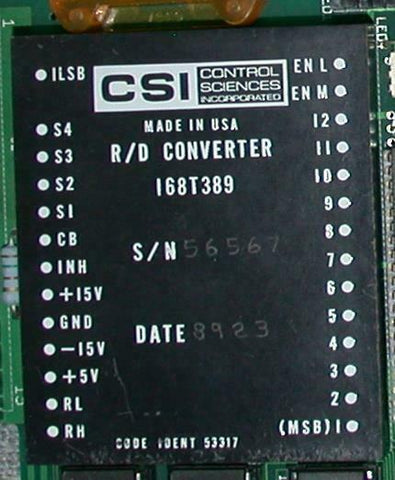 ILSB
CSI CONTROL SCIENCES INCORPORATED
EN L
EN M
MADE IN USA
R/D CONVERTER
168T389
S/N 56567
DATE 8923
CODE IDENT 53317
S4
S3
S2
S1
CB
INH
+15V
GND
-15V
+5V
RL
RH
12
11
10
9
8
7
6
5
4
3
2
(MSB) 1